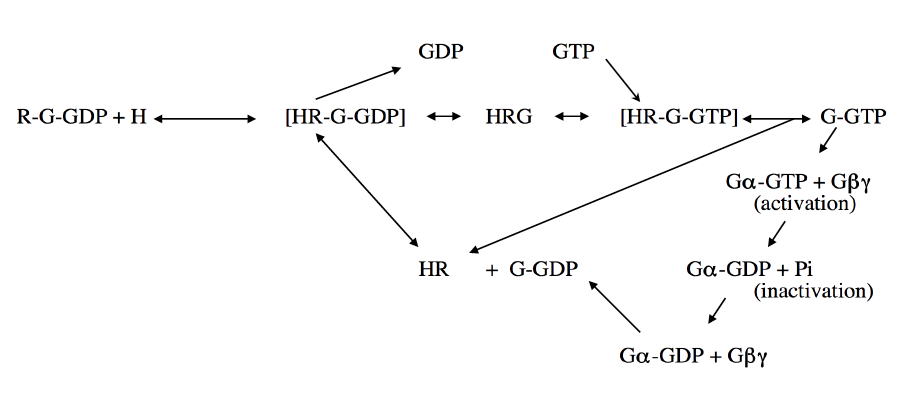 GDP GTP
R-G-GDP + H [HR-G-GDP] HRG [HR-G-GTP] G-GTP
Gα-GTP + Gβγ
(activation)
HR + G-GDP Gα-GDP + Pi
(inactivation)
Gα-GDP + Gβγ